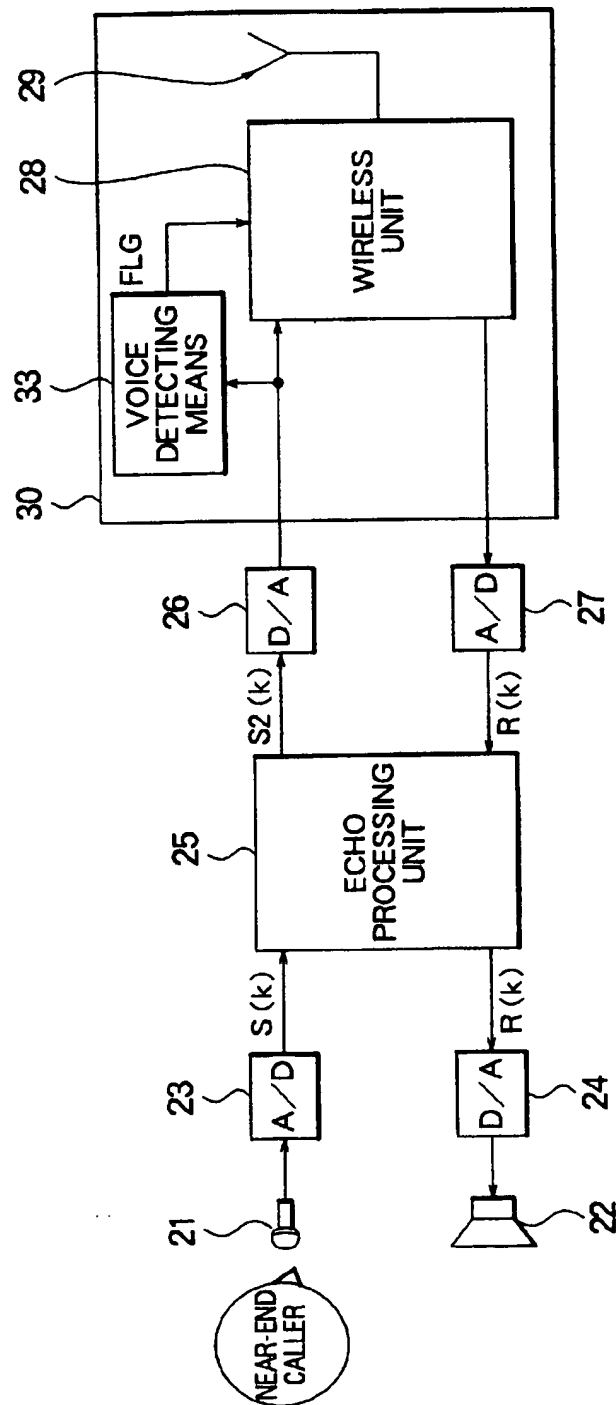 NEAR-END
CALLER
21
22
23
A/D
24
D/A
S(k)
R(k)
25
ECHO
PROCESSING
UNIT
S2(k)
R(k)
26
D/A
27
A/D
30
33
VOICE
DETECTING
MEANS
FLG
28
WIRELESS
UNIT
29